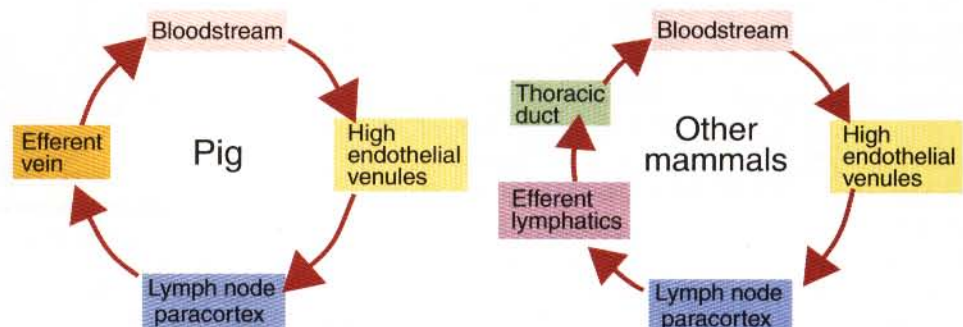 Bloodstream
High
endothelial
venules
Lymph node
paracortex
Efferent
vein
Pig
Bloodstream
High
endothelial
venules
Lymph node
paracortex
Efferent
lymphatics
Thoracic
duct
Other
mammals